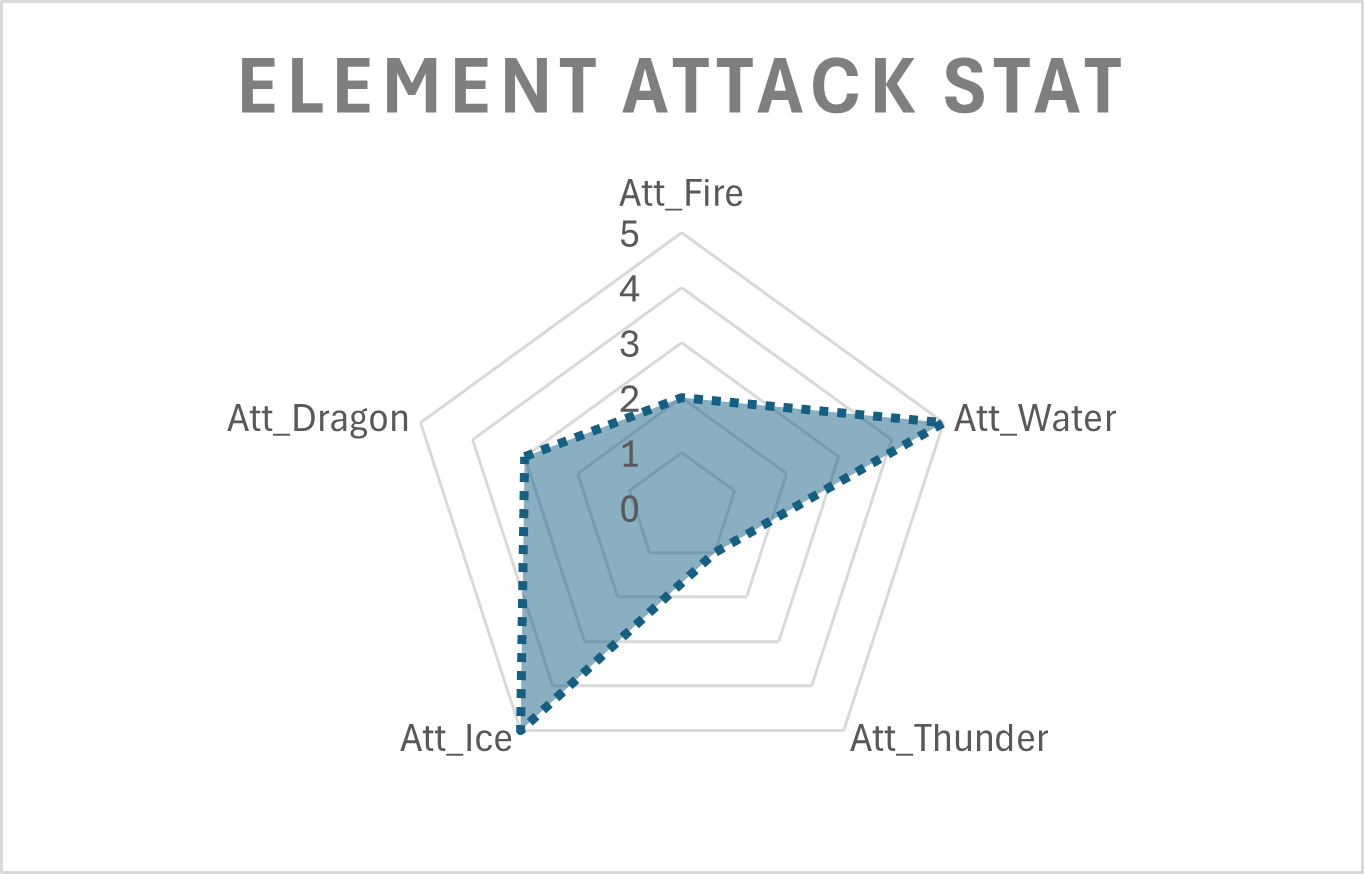 ELEMENT ATTACK STAT
Att_Fire
5
4
3
2
Att_Dragon
Att_Water
1
0
Att_Ice
Att_Thunder